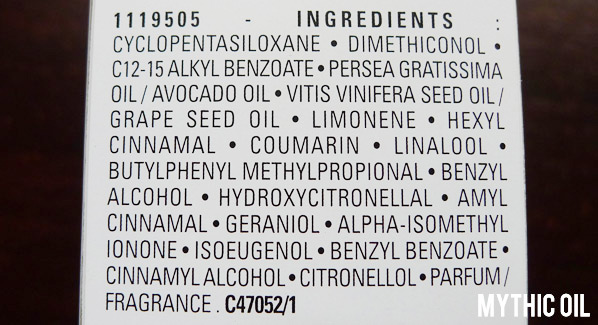 1119505 - INGREDIENTS :
CYCLOPENTASILOXANE • DIMETHICONOL •
C12-15 ALKYL BENZOATE • PERSEA GRATISSIMA
OIL / AVOCADO OIL • VITIS VINIFERA SEED OIL /
GRAPE SEED OIL • LIMONENE • HEXYL
CINNAMAL • COUMARIN • LINALOOL •
BUTYLPHENYL METHYLPROPIONAL • BENZYL
ALCOHOL • HYDROXYCITRONELLAL • AMYL
CINNAMAL • GERANIOL • ALPHA-ISOMETHYL
IONONE • ISOEUGENOL • BENZYL BENZOATE •
CINNAMYL ALCOHOL • CITRONELLOL • PARFUM /
FRAGRANCE . C47052/1
MYTHIC OIL